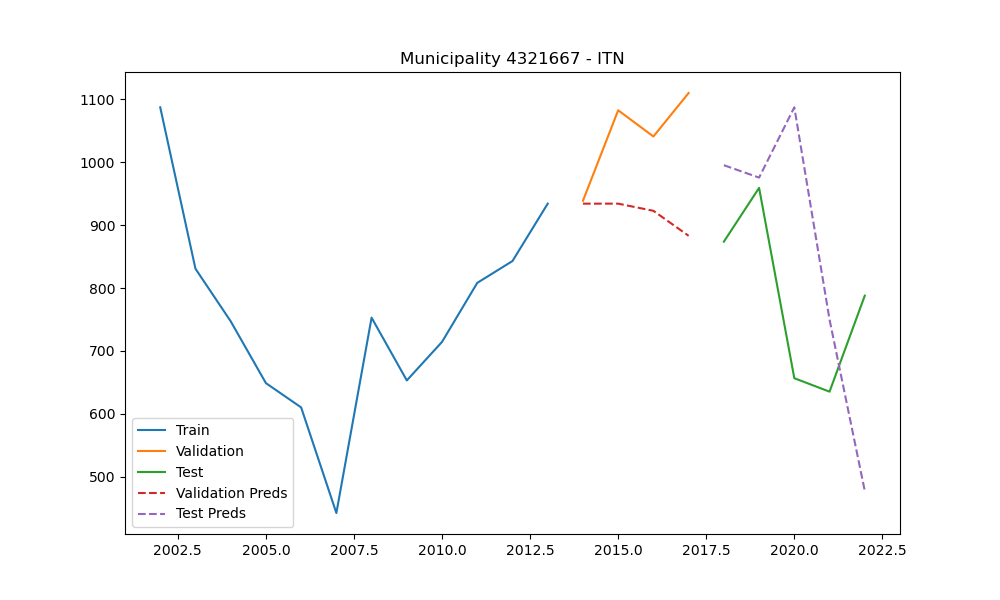 Municipality 4321667 - ITN
1100
1000
900
800
700
600
500
Train
Validation
Test
Validation Preds
Test Preds
2002.5 2005.0 2007.5 2010.0 2012.5 2015.0 2017.5 2020.0 2022.5